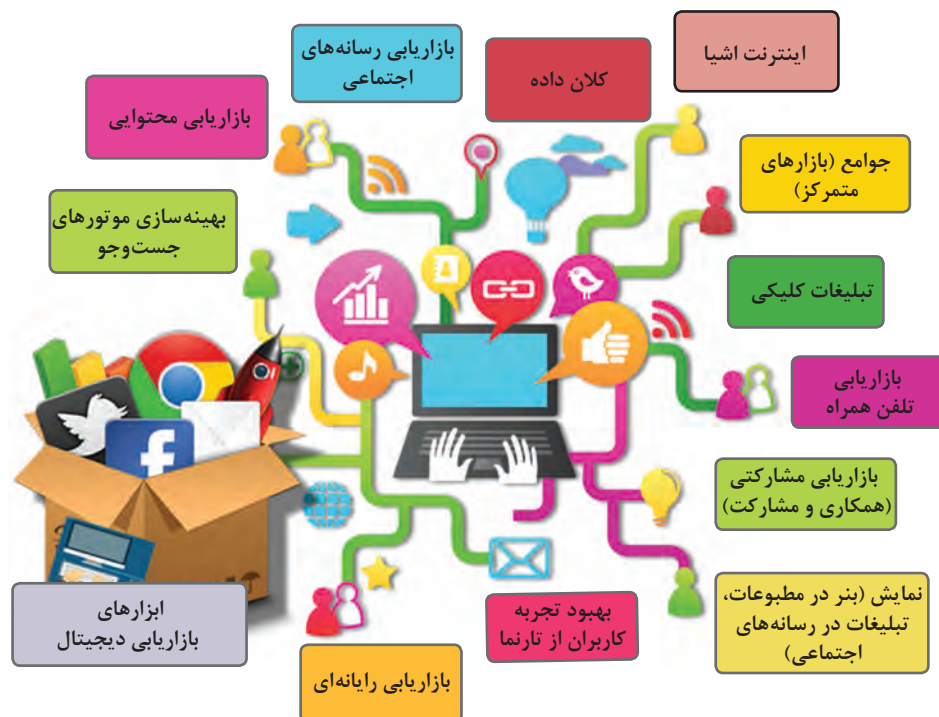 اینترنت اشیا
کلان داده
بازاریابی رسانه‌های
اجتماعی
بازاریابی محتوایی
جوامع (بازارهای
متمرکز)
بهینه‌سازی موتورهای
جست‌وجو
تبلیغات کلیکی
بازاریابی
تلفن همراه
بازاریابی مشارکتی
(همکاری و مشارکت)
نمایش (بنر در مطبوعات،
تبلیغات در رسانه‌های
اجتماعی)
بهبود تجربه
کاربران از تارنما
بازاریابی رایانه‌ای
ابزارهای
بازاریابی دیجیتال